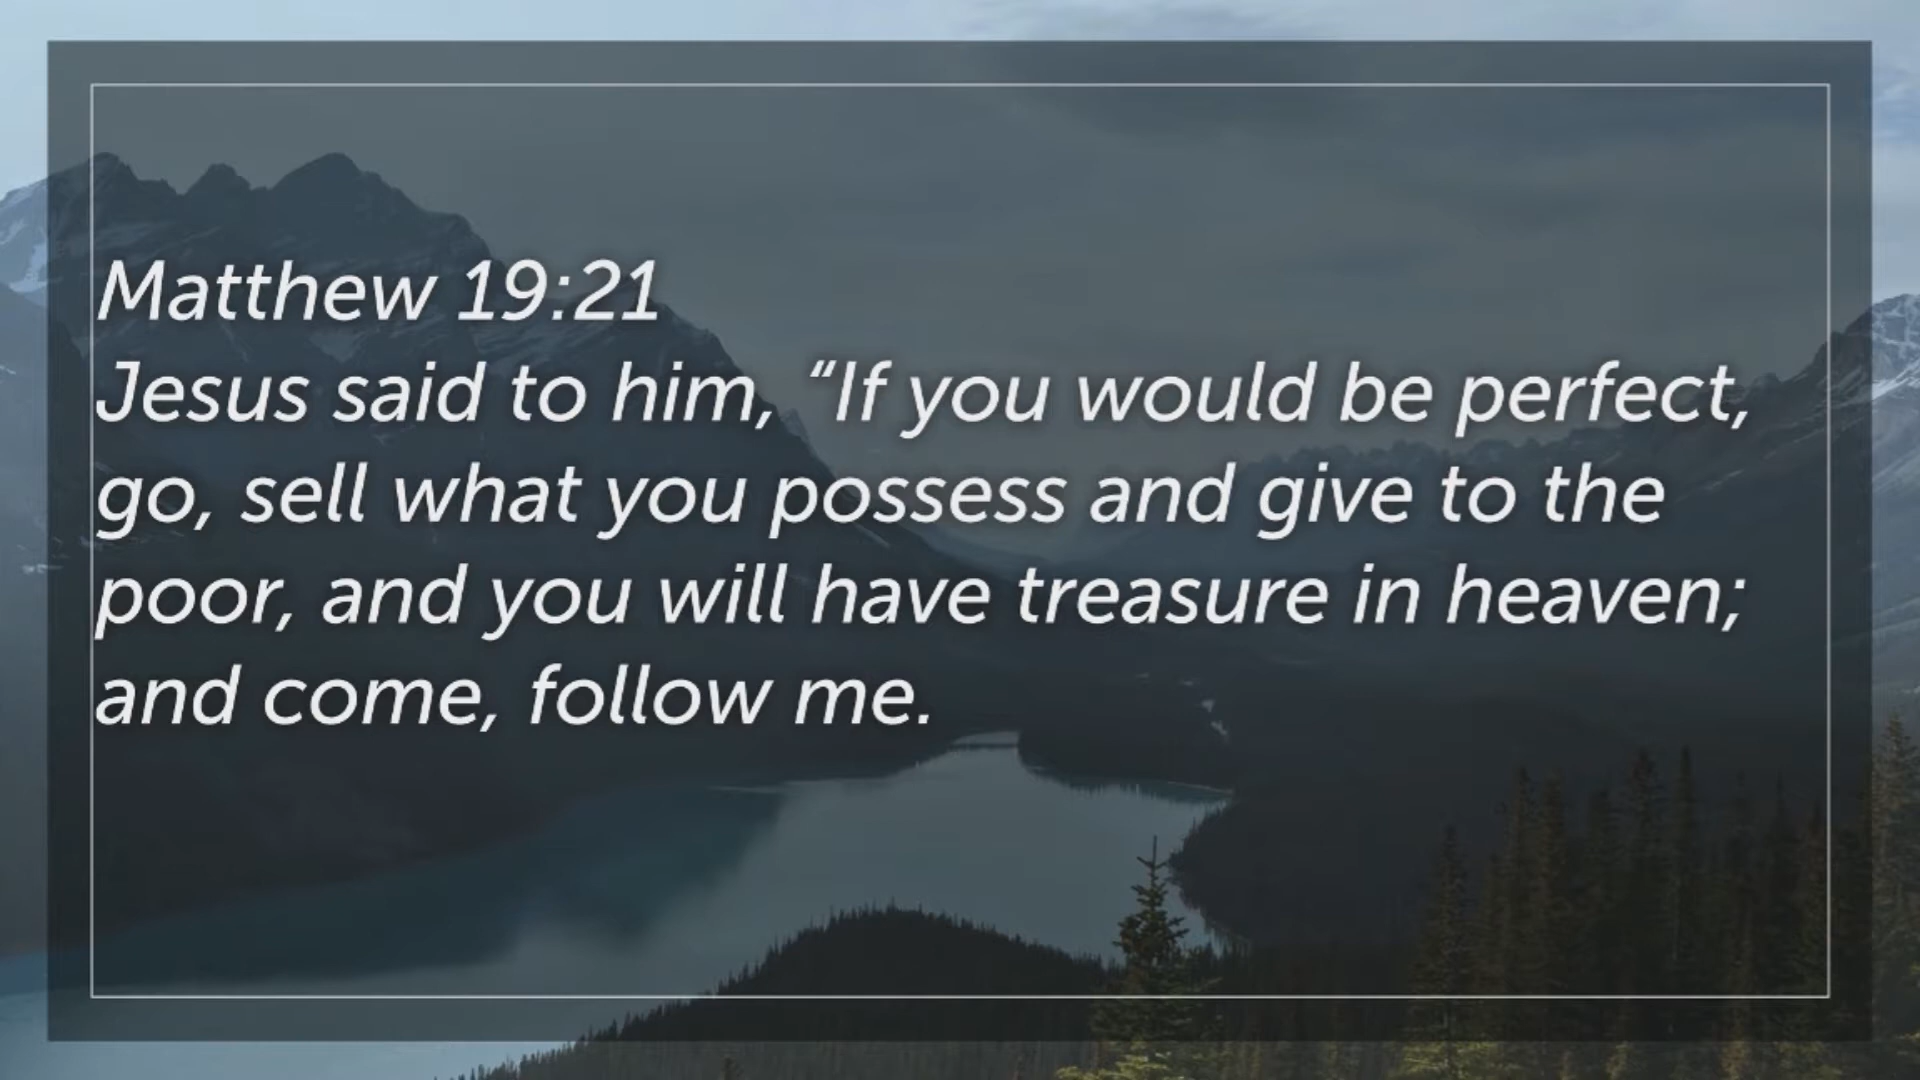 Matthew 19:21
Jesus said to him, “If you would be perfect,
go, sell what you possess and give to the
poor, and you will have treasure in heaven;
and come, follow me.